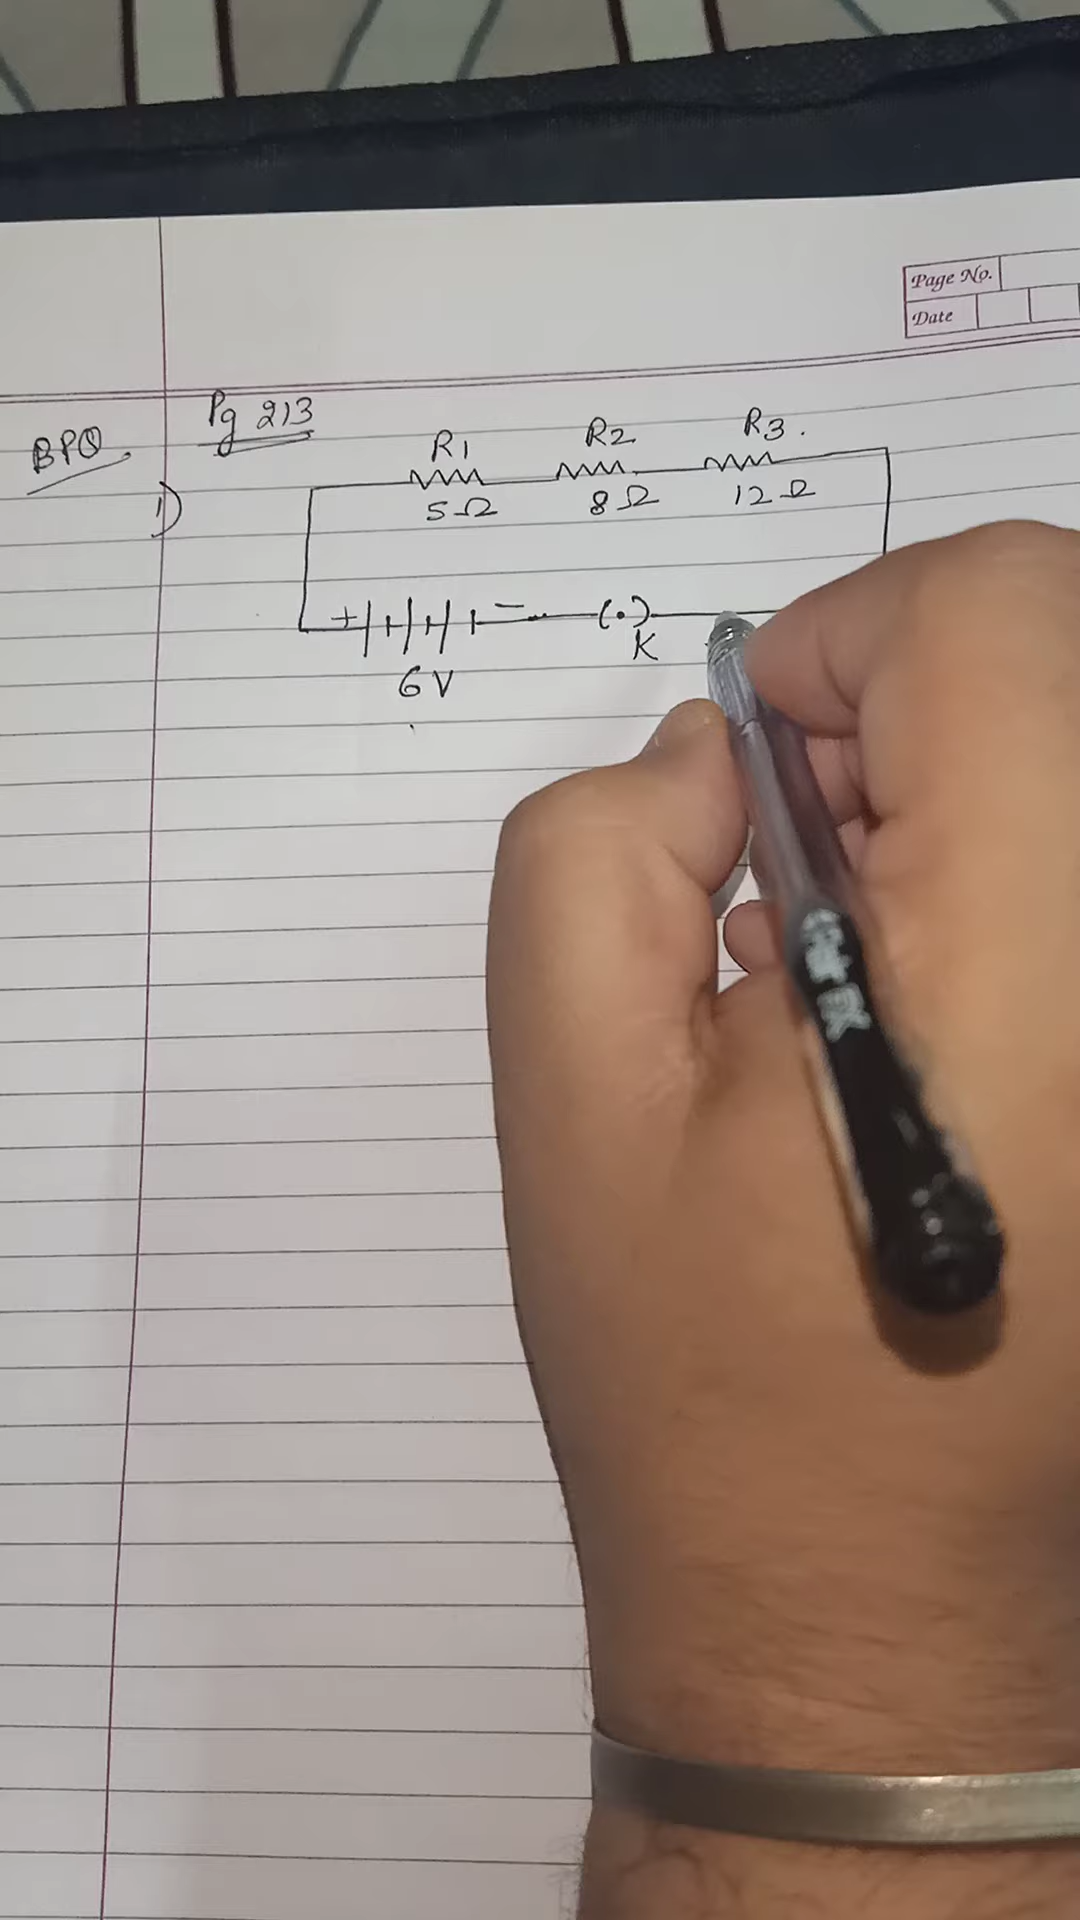 Page No.
Date
Pg 213
BPQ.
R1 R2 R3.
1)
5Ω 8Ω 12Ω
+ − (.)
K
6V